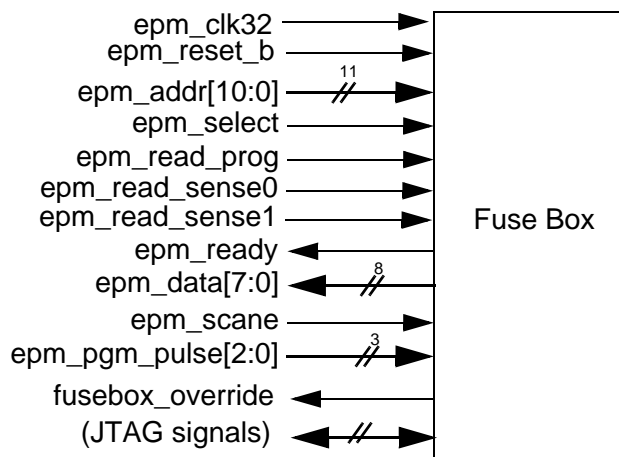 epm_clk32
epm_reset_b
11
epm_addr[10:0]
epm_select
epm_read_prog
epm_read_sense0
epm_read_sense1
Fuse Box
epm_ready
8
epm_data[7:0]
epm_scane
3
epm_pgm_pulse[2:0]
fusebox_override
(JTAG signals)